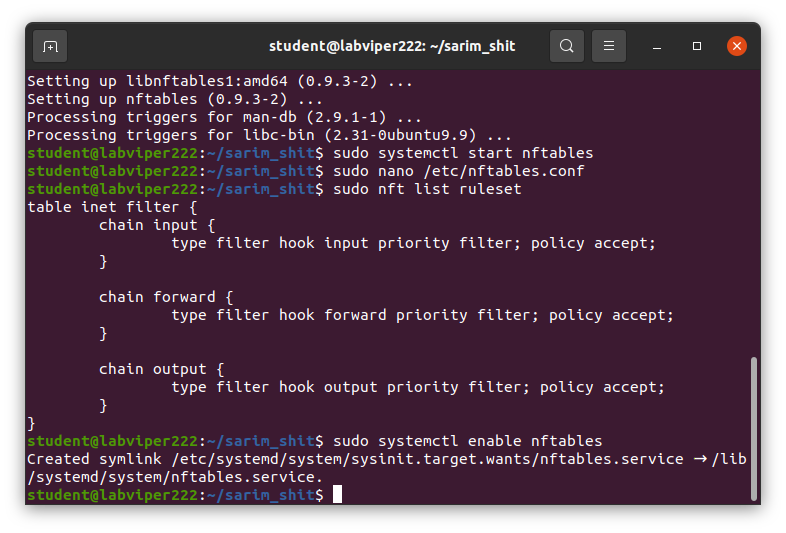 student@labviper222: ~/sarim_shit
Setting up libnftables1:amd64 (0.9.3-2) ...
Setting up nftables (0.9.3-2) ...
Processing triggers for man-db (2.9.1-1) ...
Processing triggers for libc-bin (2.31-0ubuntu9.9) ...
student@labviper222:~/sarim_shit$ sudo systemctl start nftables
student@labviper222:~/sarim_shit$ sudo nano /etc/nftables.conf
student@labviper222:~/sarim_shit$ sudo nft list ruleset
table inet filter {
        chain input {
                type filter hook input priority filter; policy accept;
        }

        chain forward {
                type filter hook forward priority filter; policy accept;
        }

        chain output {
                type filter hook output priority filter; policy accept;
        }
}
student@labviper222:~/sarim_shit$ sudo systemctl enable nftables
Created symlink /etc/systemd/system/sysinit.target.wants/nftables.service → /lib
/systemd/system/nftables.service.
student@labviper222:~/sarim_shit$